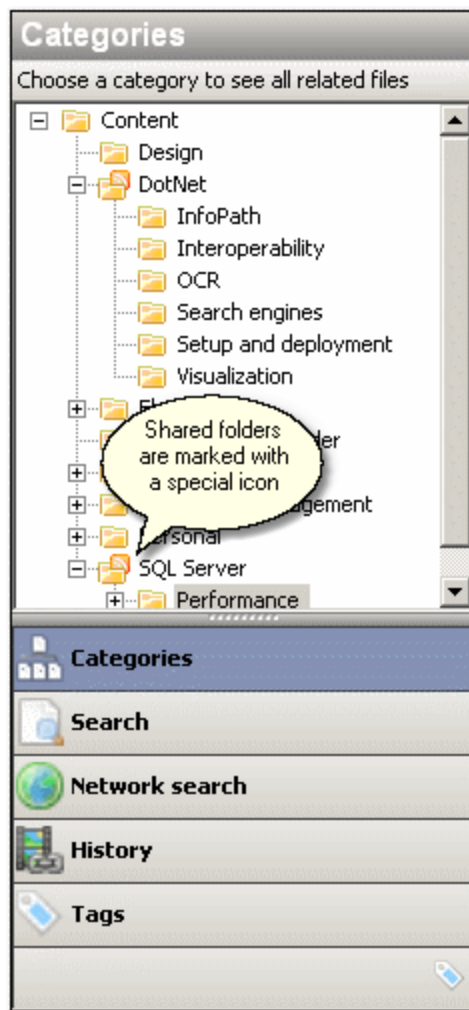 Categories
Choose a category to see all related files
Content
Design
DotNet
InfoPath
Interoperability
OCR
Search engines
Setup and deployment
Visualization
Shared folders
are marked with
a special icon
Personal
SQL Server
Performance
Categories
Search
Network search
History
Tags